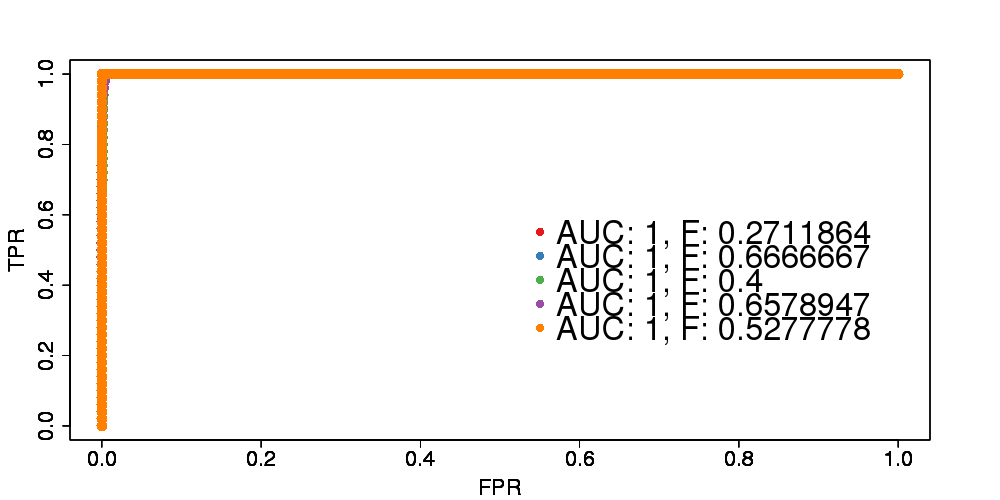 1.0
0.8
0.6
0.4
0.2
0.0
TPR
AUC: 1, F: 0.2711864
AUC: 1, F: 0.6666667
AUC: 1, F: 0.4
AUC: 1, F: 0.6578947
AUC: 1, F: 0.5277778
0.0 0.2 0.4 0.6 0.8 1.0
FPR